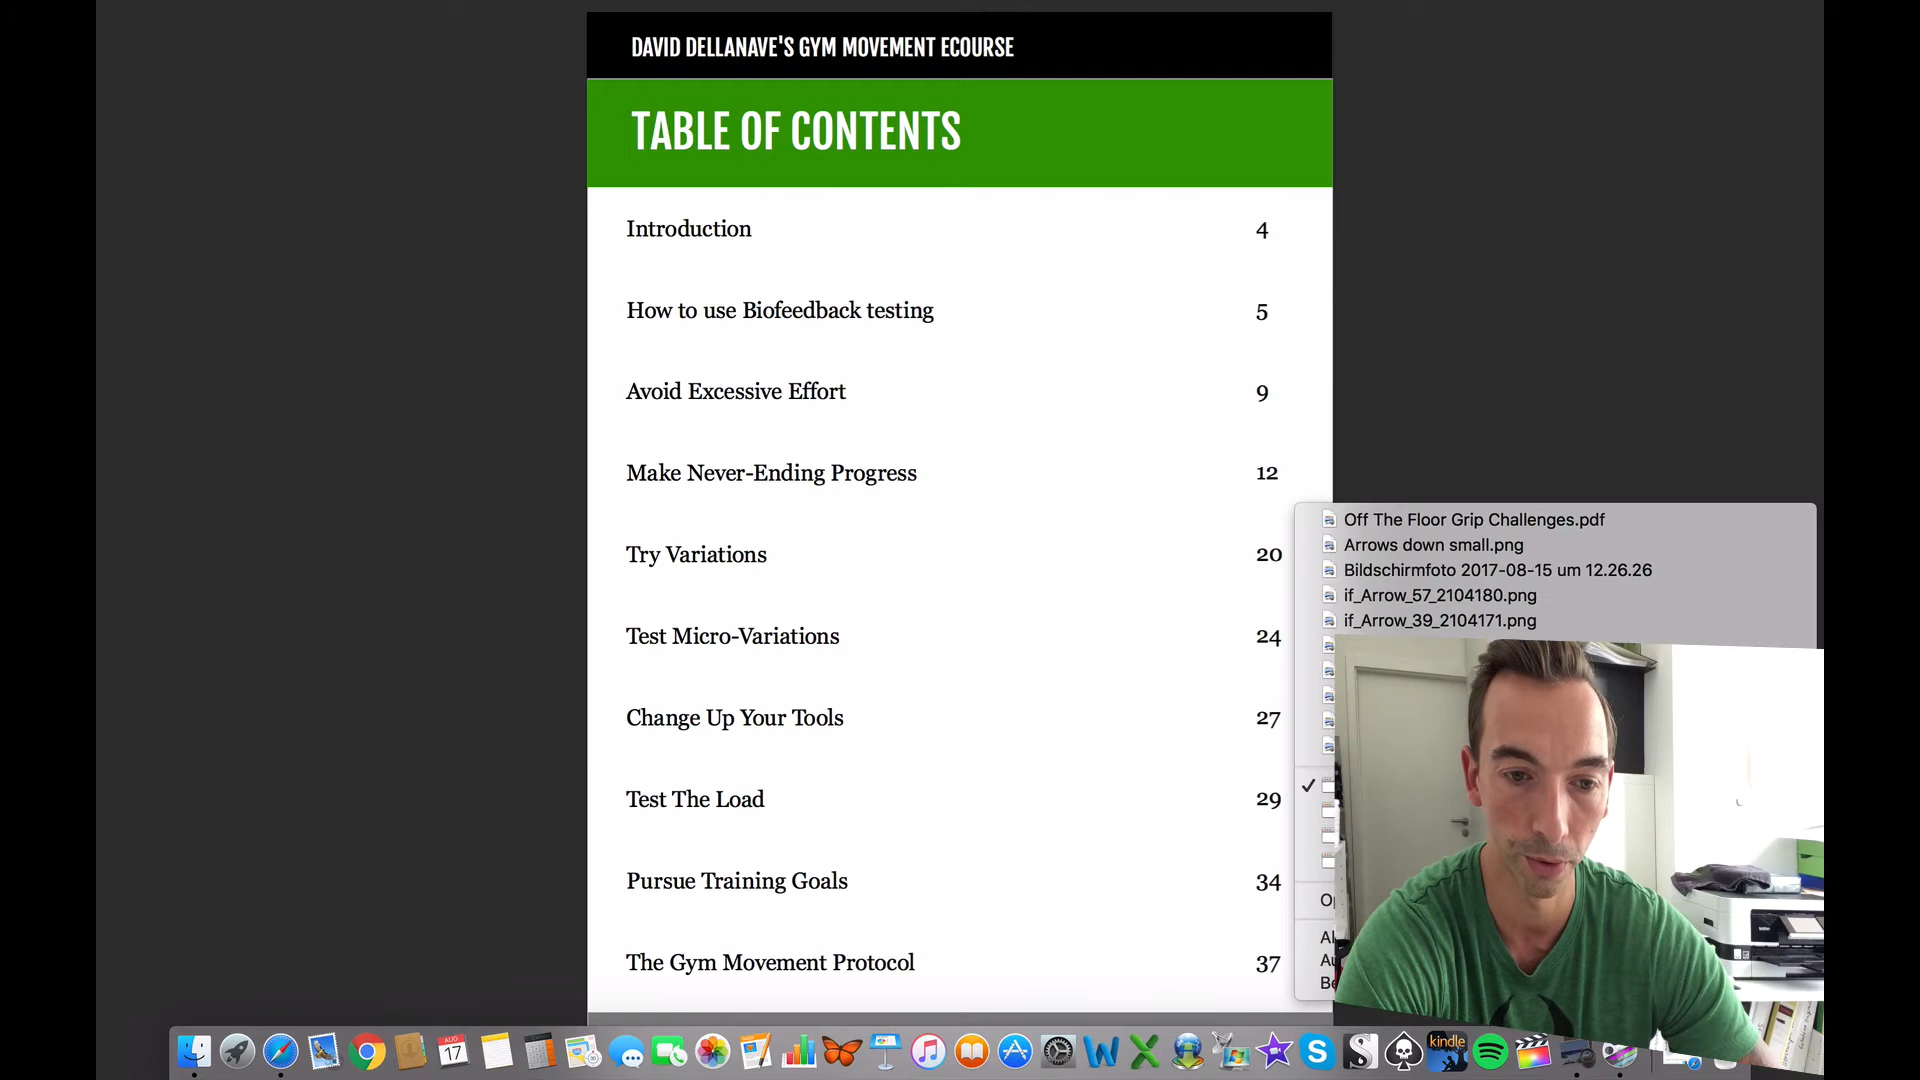 DAVID DELLANAVE'S GYM MOVEMENT ECOURSE
TABLE OF CONTENTS
Introduction 4
How to use Biofeedback testing 5
Avoid Excessive Effort 9
Make Never-Ending Progress 12
Try Variations 20
Test Micro-Variations 24
Change Up Your Tools 27
Test The Load 29
Pursue Training Goals 34
The Gym Movement Protocol 37
Off The Floor Grip Challenges.pdf
Arrows down small.png
Bildschirmfoto 2017-08-15 um 12.26.26
if_Arrow_57_2104180.png
if_Arrow_39_2104171.png
AUG
17
kindle